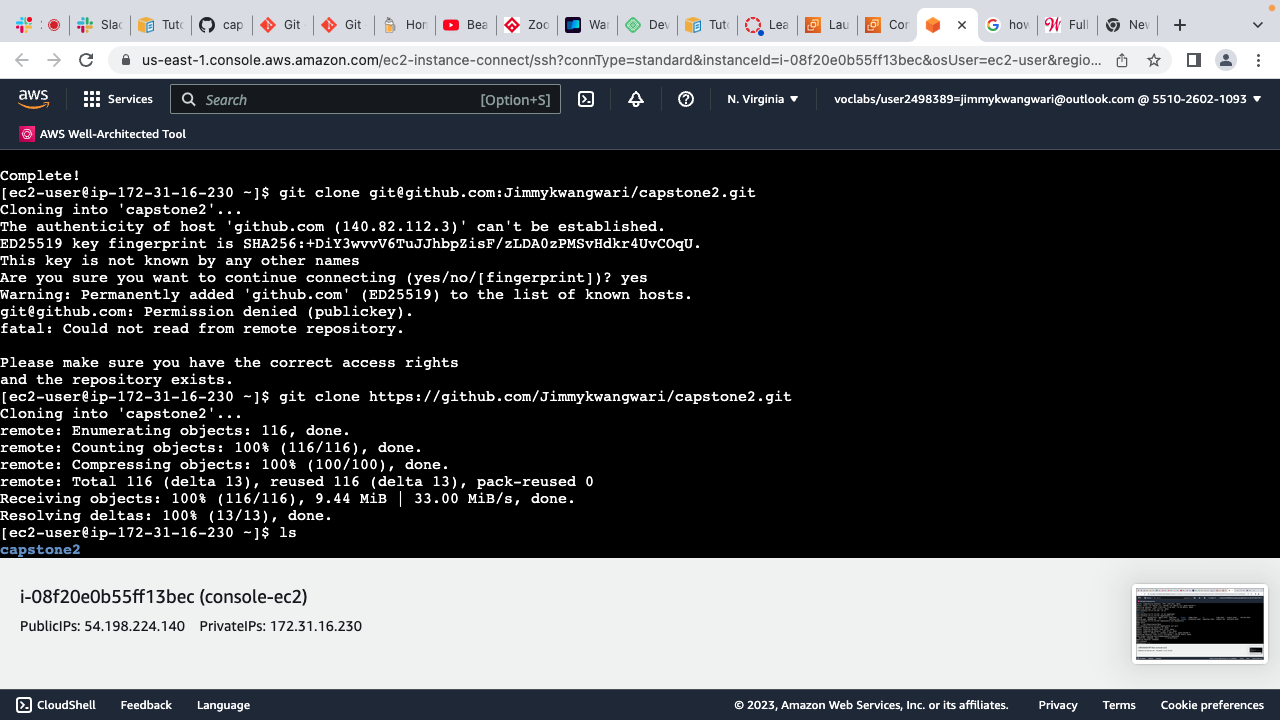 Slac
Tuto
cap
Git
Git
Hon
Bea
Zoo
War
Dev
Tuto
Lea
Lau
Con
how
Full
New
us-east-1.console.aws.amazon.com/ec2-instance-connect/ssh?connType=standard&instanceId=i-08f20e0b55ff13bec&osUser=ec2-user&regio...
aws
Services
Search
[Option+S]
N. Virginia
voclabs/user2498389=jimmykwangwari@outlook.com @ 5510-2602-1093
AWS Well-Architected Tool
Complete!
[ec2-user@ip-172-31-16-230 ~]$ git clone git@github.com:Jimmykwangwari/capstone2.git
Cloning into 'capstone2'...
The authenticity of host 'github.com (140.82.112.3)' can't be established.
ED25519 key fingerprint is SHA256:+DiY3wvvV6TuJJhbpZisF/zLDA0zPMSvHdkr4UvCOqU.
This key is not known by any other names
Are you sure you want to continue connecting (yes/no/[fingerprint])? yes
Warning: Permanently added 'github.com' (ED25519) to the list of known hosts.
git@github.com: Permission denied (publickey).
fatal: Could not read from remote repository.
Please make sure you have the correct access rights
and the repository exists.
[ec2-user@ip-172-31-16-230 ~]$ git clone https://github.com/Jimmykwangwari/capstone2.git
Cloning into 'capstone2'...
remote: Enumerating objects: 116, done.
remote: Counting objects: 100% (116/116), done.
remote: Compressing objects: 100% (100/100), done.
remote: Total 116 (delta 13), reused 116 (delta 13), pack-reused 0
Receiving objects: 100% (116/116), 9.44 MiB | 33.00 MiB/s, done.
Resolving deltas: 100% (13/13), done.
[ec2-user@ip-172-31-16-230 ~]$ ls
capstone2
i-08f20e0b55ff13bec (console-ec2)
PublicIPs: 54.198.224.140 PrivateIPs: 172.31.16.230
CloudShell
Feedback
Language
© 2023, Amazon Web Services, Inc. or its affiliates.
Privacy
Terms
Cookie preferences